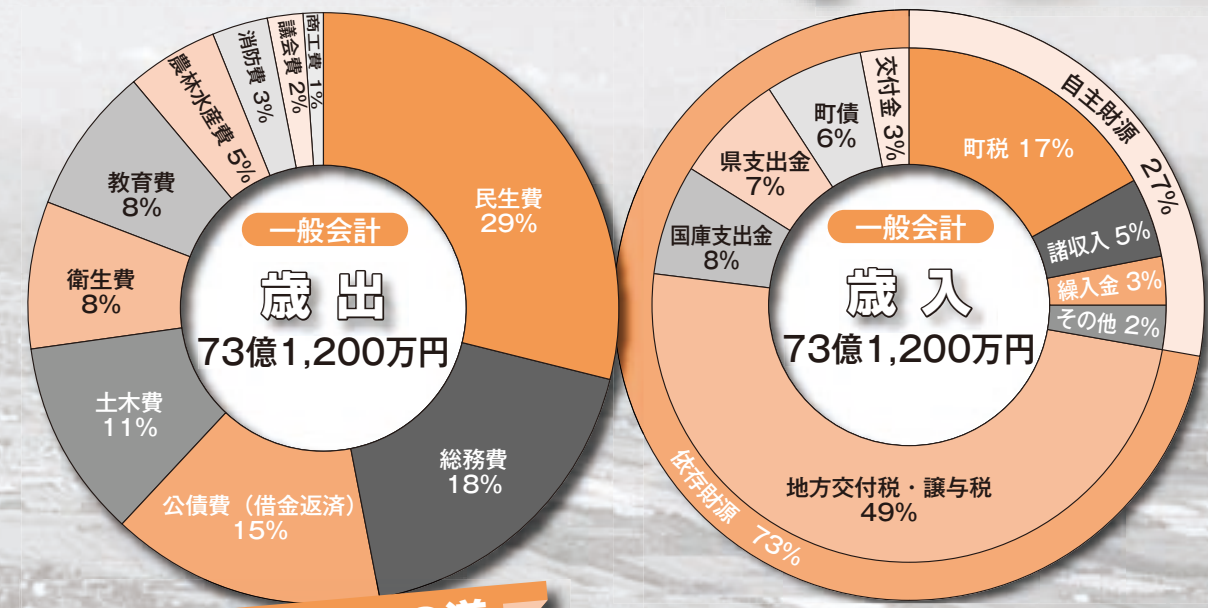 一般会計
歳出
73億1,200万円
民生費
29%
総務費
18%
公債費（借金返済）
15%
土木費
11%
衛生費
8%
教育費
8%
農林水産費 5%
消防費 3%
議会費 2%
商工費 1%
一般会計
歳入
73億1,200万円
自主財源 27%
町税 17%
諸収入 5%
繰入金 3%
その他 2%
依存財源 73%
地方交付税・譲与税
49%
国庫支出金
8%
県支出金
7%
町債
6%
交付金 3%